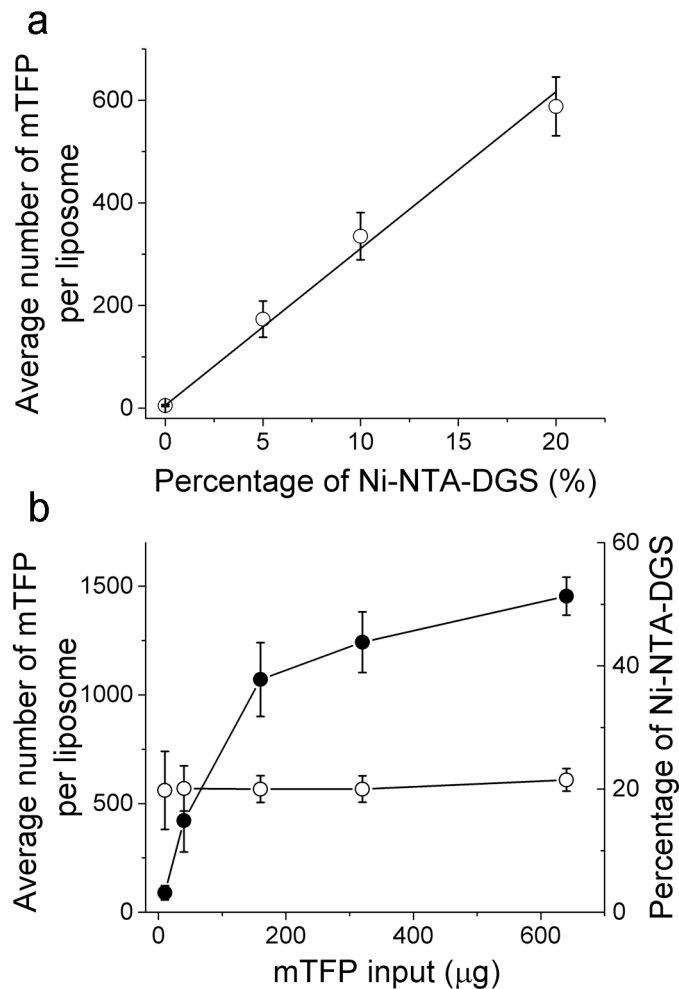 a
Average number of mTFP
per liposome
600
400
200
0
0 5 10 15 20
Percentage of Ni-NTA-DGS (%)
b
Average number of mTFP
per liposome
1500
1000
500
0
60
40
20
0
Percentage of Ni-NTA-DGS
0 200 400 600
mTFP input (μg)